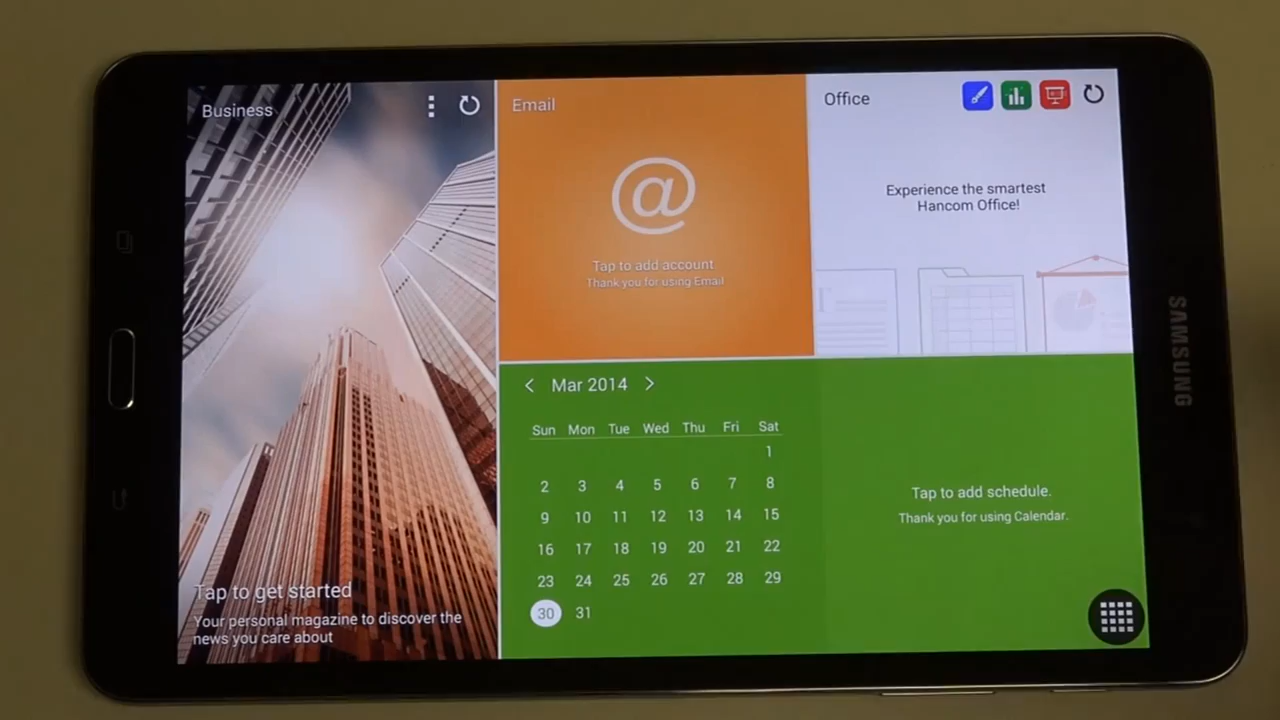 Business
Tap to get started
Your personal magazine to discover the
news you care about
Email
@
Tap to add account
Thank you for using Email
Office
Experience the smartest
Hancom Office!
Mar 2014
Sun Mon Tue Wed Thu Fri Sat
1
2 3 4 5 6 7 8
9 10 11 12 13 14 15
16 17 18 19 20 21 22
23 24 25 26 27 28 29
30 31
Tap to add schedule.
Thank you for using Calendar.
SAMSUNG